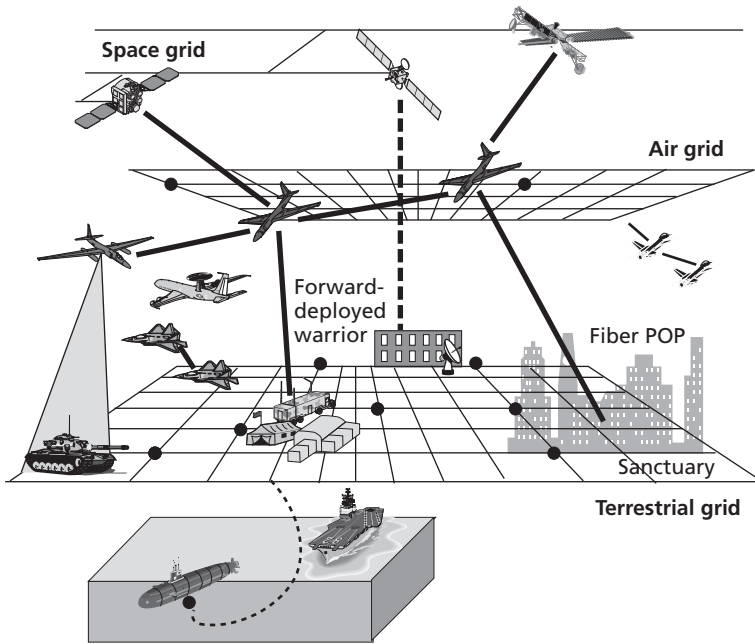 Space grid
Air grid
Forward-
deployed
warrior
Fiber POP
Sanctuary
Terrestrial grid